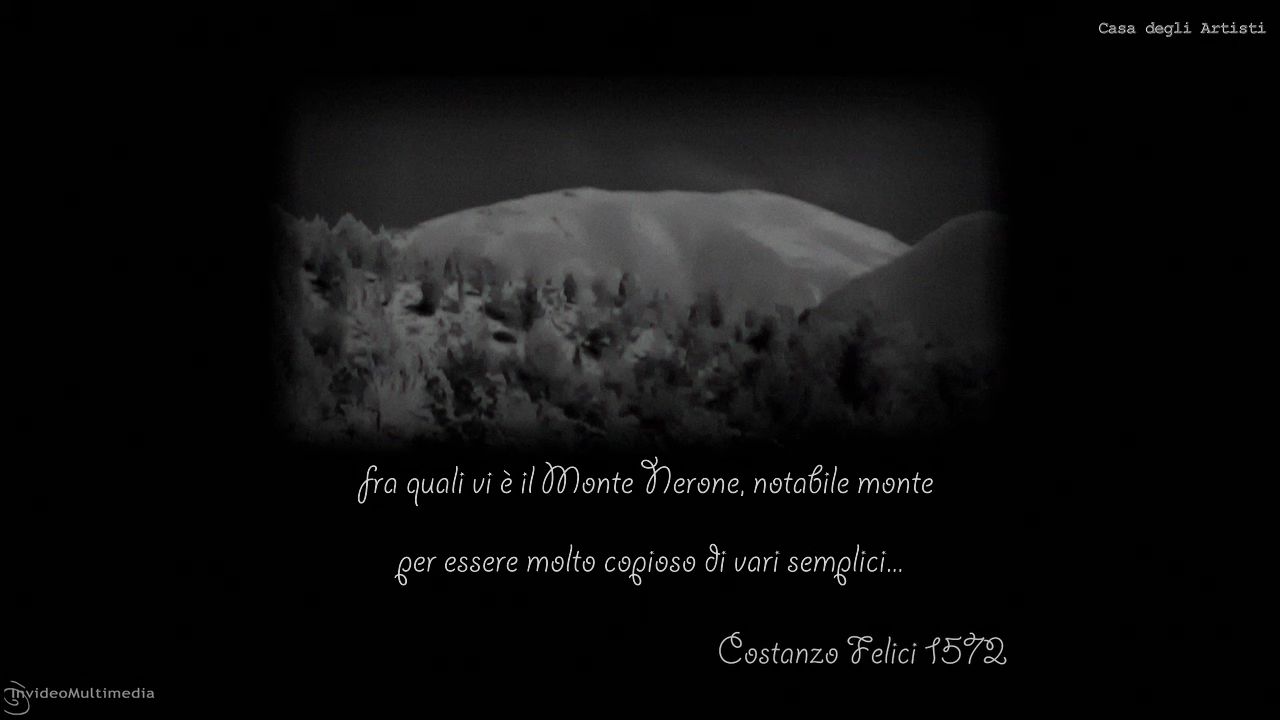 Casa degli Artisti
fra quali vi è il Monte Nerone, notabile monte
per essere molto copioso di vari semplici...
Costanzo Felici 1572
InvideoMultimedia